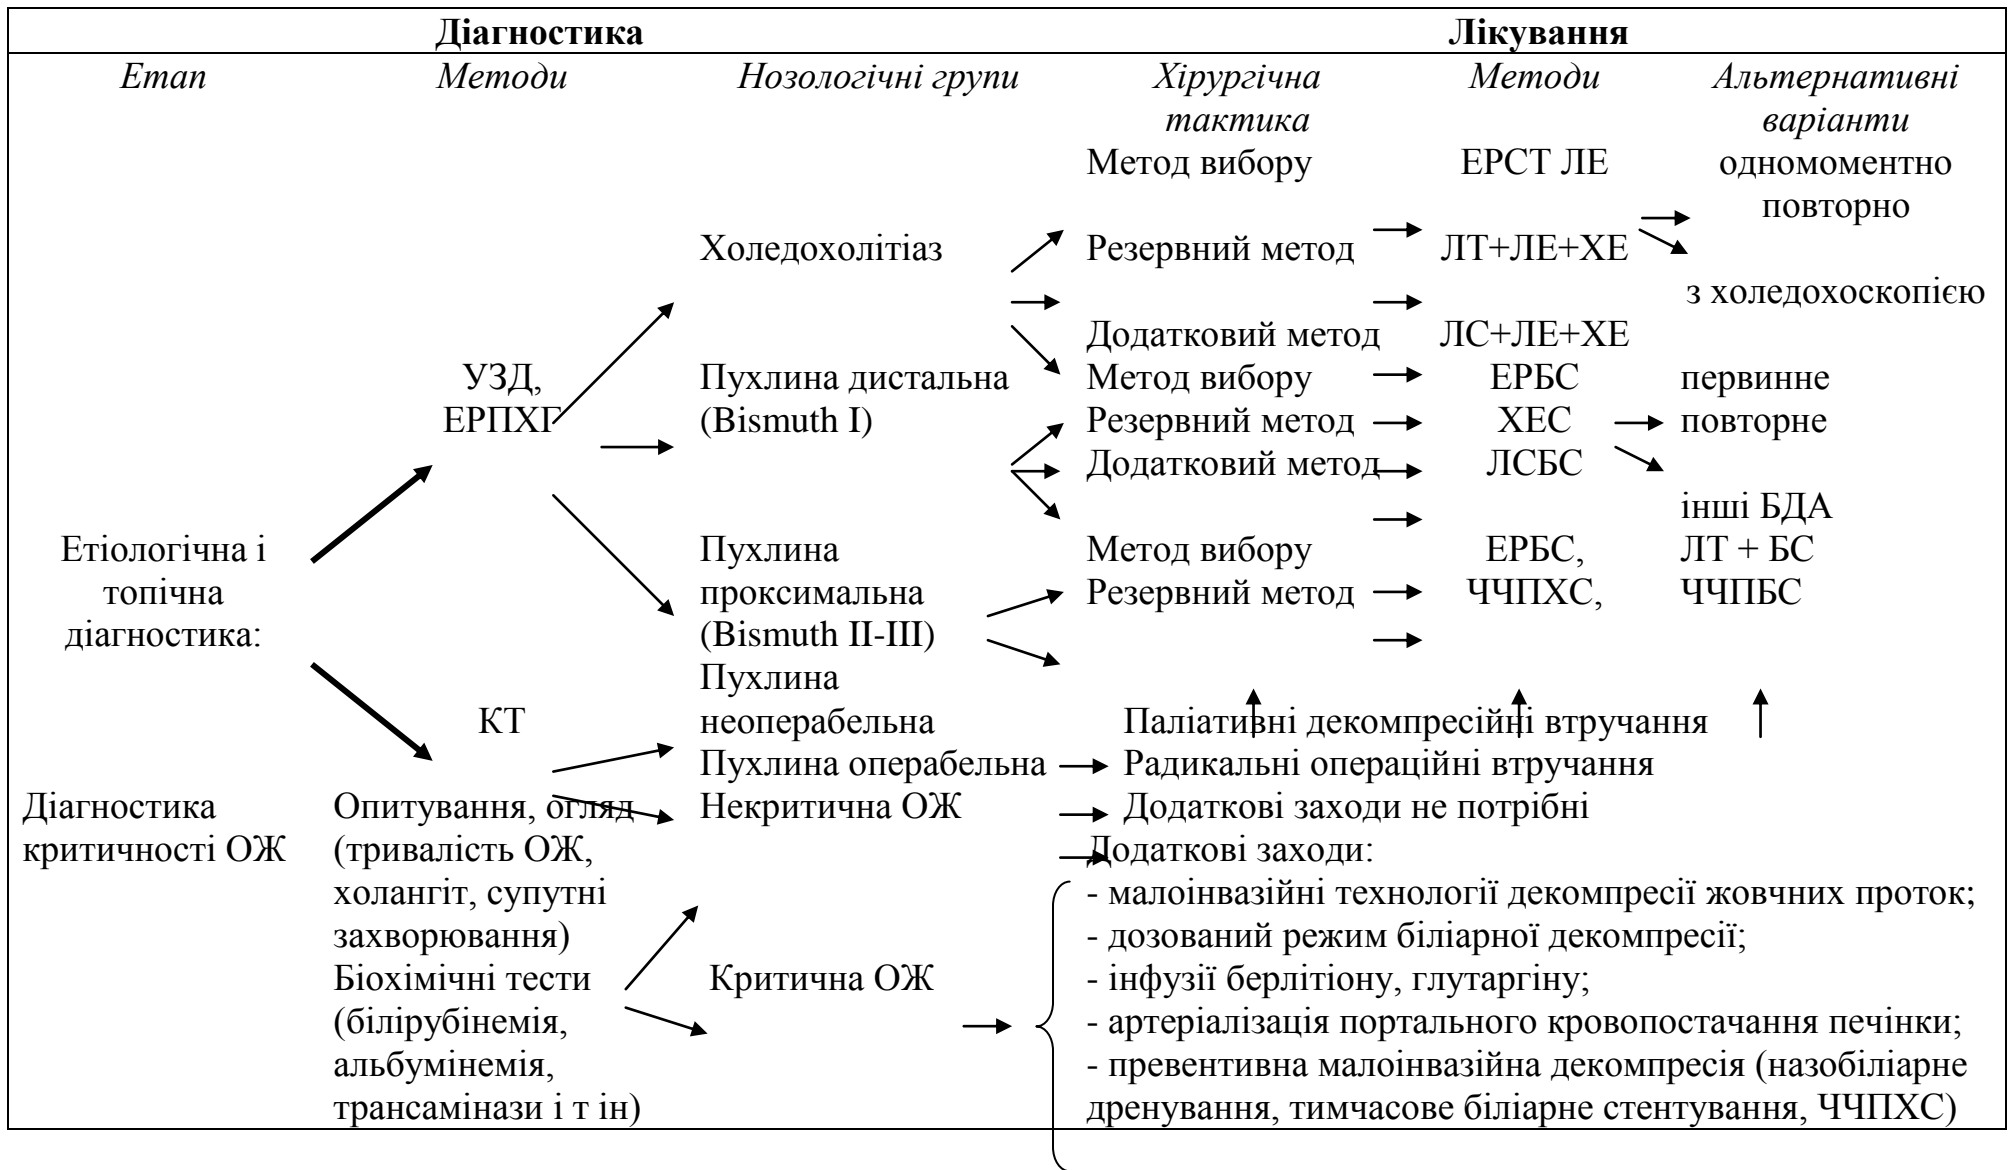 Діагностика Лікування
Етап Методи Нозологічні групи Хірургічна Методи Альтернативні
тактика варіанти
Метод вибору ЕРСТ ЛЕ одномоментно
повторно
Холедохолітіаз Резервний метод ЛТ+ЛЕ+ХЕ
з холедохоскопією
Додатковий метод ЛС+ЛЕ+ХЕ
УЗД, Пухлина дистальна Метод вибору ЕРБС первинне
ЕРПХГ (Bismuth I) Резервний метод ХЕС повторне
Додатковий метод ЛСБС
інші БДА
Етіологічна і Пухлина Метод вибору ЕРБС, ЛТ + БС
топічна проксимальна Резервний метод ЧЧПХС, ЧЧПБС
діагностика: (Bismuth II-III)
Пухлина
КТ неоперабельна Паліативні декомпресійні втручання
Пухлина операбельна Радикальні операційні втручання
Діагностика Опитування, огляд Некритична ОЖ Додаткові заходи не потрібні
критичності ОЖ (тривалість ОЖ, Додаткові заходи:
холангіт, супутні - малоінвазійні технології декомпресії жовчних проток;
захворювання) - дозований режим біліарної декомпресії;
Біохімічні тести Критична ОЖ - інфузії берлітіону, глутаргіну;
(білірубінемія, - артеріалізація портального кровопостачання печінки;
альбумінемія, - превентивна малоінвазійна декомпресія (назобіліарне
трансамінази і т ін) дренування, тимчасове біліарне стентування, ЧЧПХС)